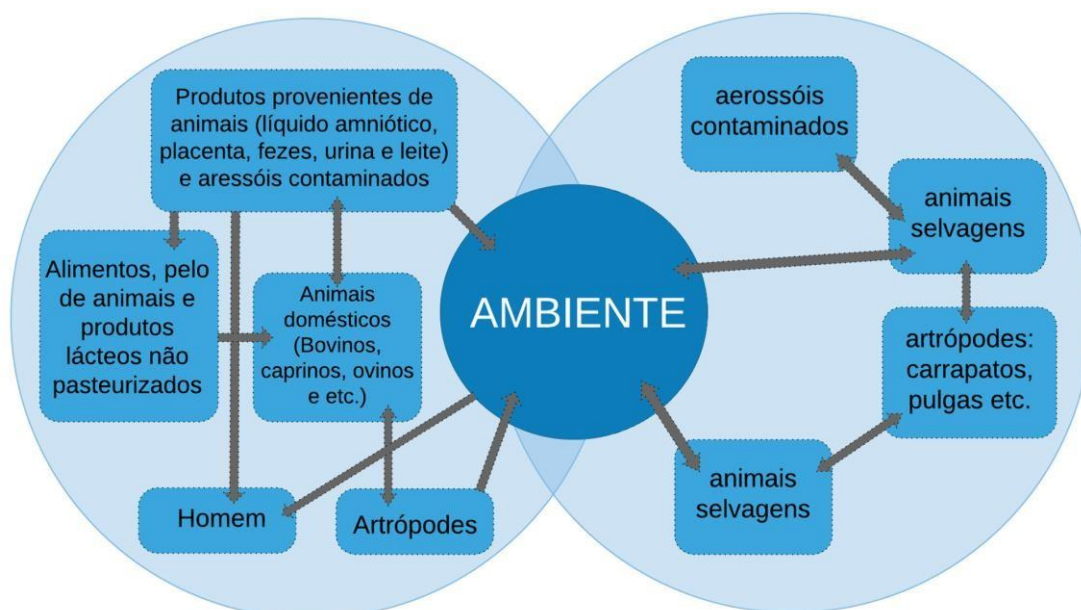 Produtos provenientes de
animais (líquido amniótico,
placenta, fezes, urina e leite)
e aressóis contaminados
Alimentos, pelo
de animais e
produtos
lácteos não
pasteurizados
Animais
domésticos
(Bovinos,
caprinos, ovinos
e etc.)
Homem
Artrópodes
AMBIENTE
aerossóis
contaminados
animais
selvagens
artrópodes:
carrapatos,
pulgas etc.
animais
selvagens